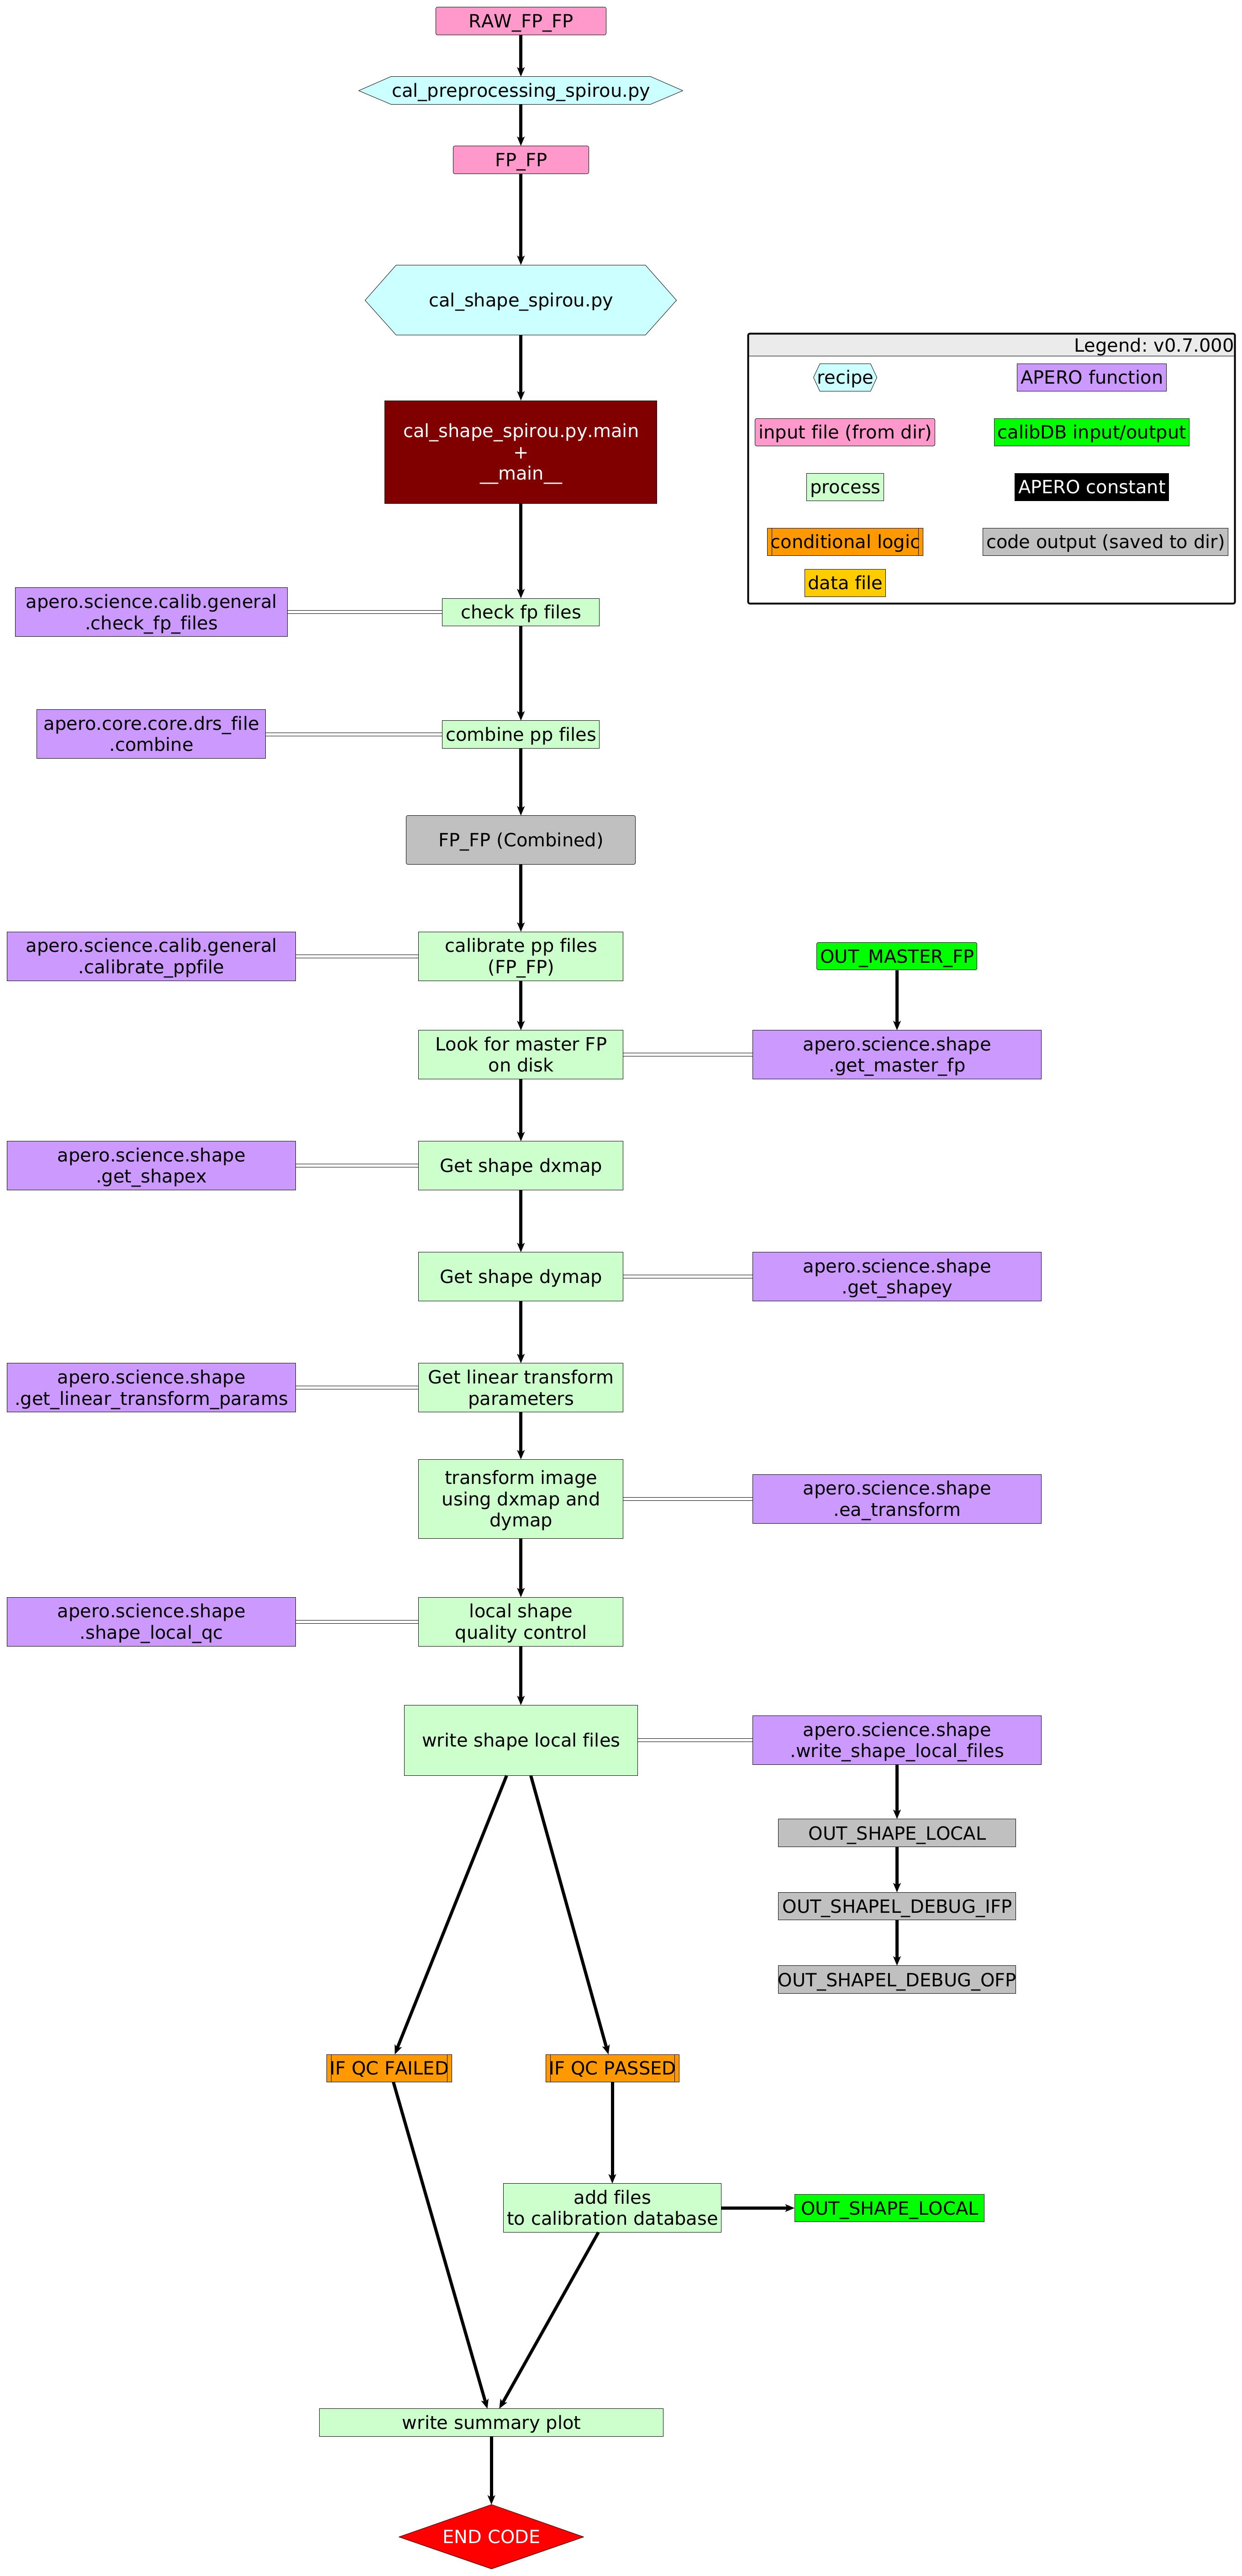 RAW_FP_FP
cal_preprocessing_spirou.py
FP_FP
cal_shape_spirou.py
Legend: v0.7.000
recipe
APERO function
input file (from dir)
calibDB input/output
process
APERO constant
conditional logic
code output (saved to dir)
data file
cal_shape_spirou.py.main
+
__main__
apero.science.calib.general
.check_fp_files
check fp files
apero.core.core.drs_file
.combine
combine pp files
FP_FP (Combined)
apero.science.calib.general
.calibrate_ppfile
calibrate pp files
(FP_FP)
OUT_MASTER_FP
Look for master FP
on disk
apero.science.shape
.get_master_fp
apero.science.shape
.get_shapex
Get shape dxmap
Get shape dymap
apero.science.shape
.get_shapey
apero.science.shape
.get_linear_transform_params
Get linear transform
parameters
transform image
using dxmap and
dymap
apero.science.shape
.ea_transform
apero.science.shape
.shape_local_qc
local shape
quality control
write shape local files
apero.science.shape
.write_shape_local_files
OUT_SHAPE_LOCAL
OUT_SHAPEL_DEBUG_IFP
OUT_SHAPEL_DEBUG_OFP
IF QC FAILED
IF QC PASSED
add files
to calibration database
OUT_SHAPE_LOCAL
write summary plot
END CODE